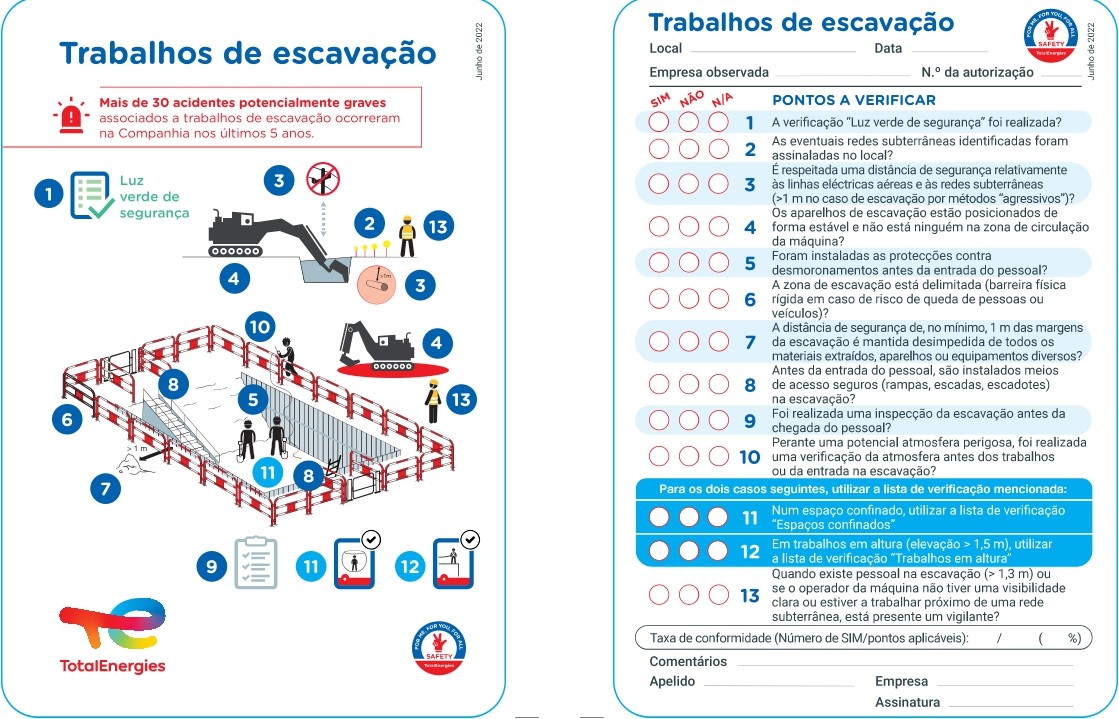 Trabalhos de escavação
Junho de 2022
Mais de 30 acidentes potencialmente graves
associados a trabalhos de escavação ocorreram
na Companhia nos últimos 5 anos.
1
Luz
verde de
segurança
3
2
13
4
>1m
3
10
4
8
5
13
6
> 1 m
11
8
7
9
11
12
TotalEnergies
FOR ME, FOR YOU, FOR ALL
SAFETY
TotalEnergies
Trabalhos de escavação
Local
Data
FOR ME, FOR YOU, FOR ALL
SAFETY
TotalEnergies
Junho de 2022
Empresa observada
N.º da autorização
SIM NÃO N/A PONTOS A VERIFICAR
1 A verificação “Luz verde de segurança” foi realizada?
2 As eventuais redes subterrâneas identificadas foram
assinaladas no local?
3 É respeitada uma distância de segurança relativamente
às linhas eléctricas aéreas e às redes subterrâneas
(>1 m no caso de escavação por métodos “agressivos”)?
4 Os aparelhos de escavação estão posicionados de
forma estável e não está ninguém na zona de circulação
da máquina?
5 Foram instaladas as protecções contra
desmoronamentos antes da entrada do pessoal?
6 A zona de escavação está delimitada (barreira física
rígida em caso de risco de queda de pessoas ou
veículos)?
7 A distância de segurança de, no mínimo, 1 m das margens
da escavação é mantida desimpedida de todos os
materiais extraídos, aparelhos ou equipamentos diversos?
8 Antes da entrada do pessoal, são instalados meios
de acesso seguros (rampas, escadas, escadotes)
na escavação?
9 Foi realizada uma inspecção da escavação antes da
chegada do pessoal?
10 Perante uma potencial atmosfera perigosa, foi realizada
uma verificação da atmosfera antes dos trabalhos
ou da entrada na escavação?
Para os dois casos seguintes, utilizar a lista de verificação mencionada:
11 Num espaço confinado, utilizar a lista de verificação
“Espaços confinados”
12 Em trabalhos em altura (elevação > 1,5 m), utilizar
a lista de verificação “Trabalhos em altura”
13 Quando existe pessoal na escavação (> 1,3 m) ou
se o operador da máquina não tiver uma visibilidade
clara ou estiver a trabalhar próximo de uma rede
subterrânea, está presente um vigilante?
Taxa de conformidade (Número de SIM/pontos aplicáveis): / ( %)
Comentários
Apelido
Empresa
Assinatura